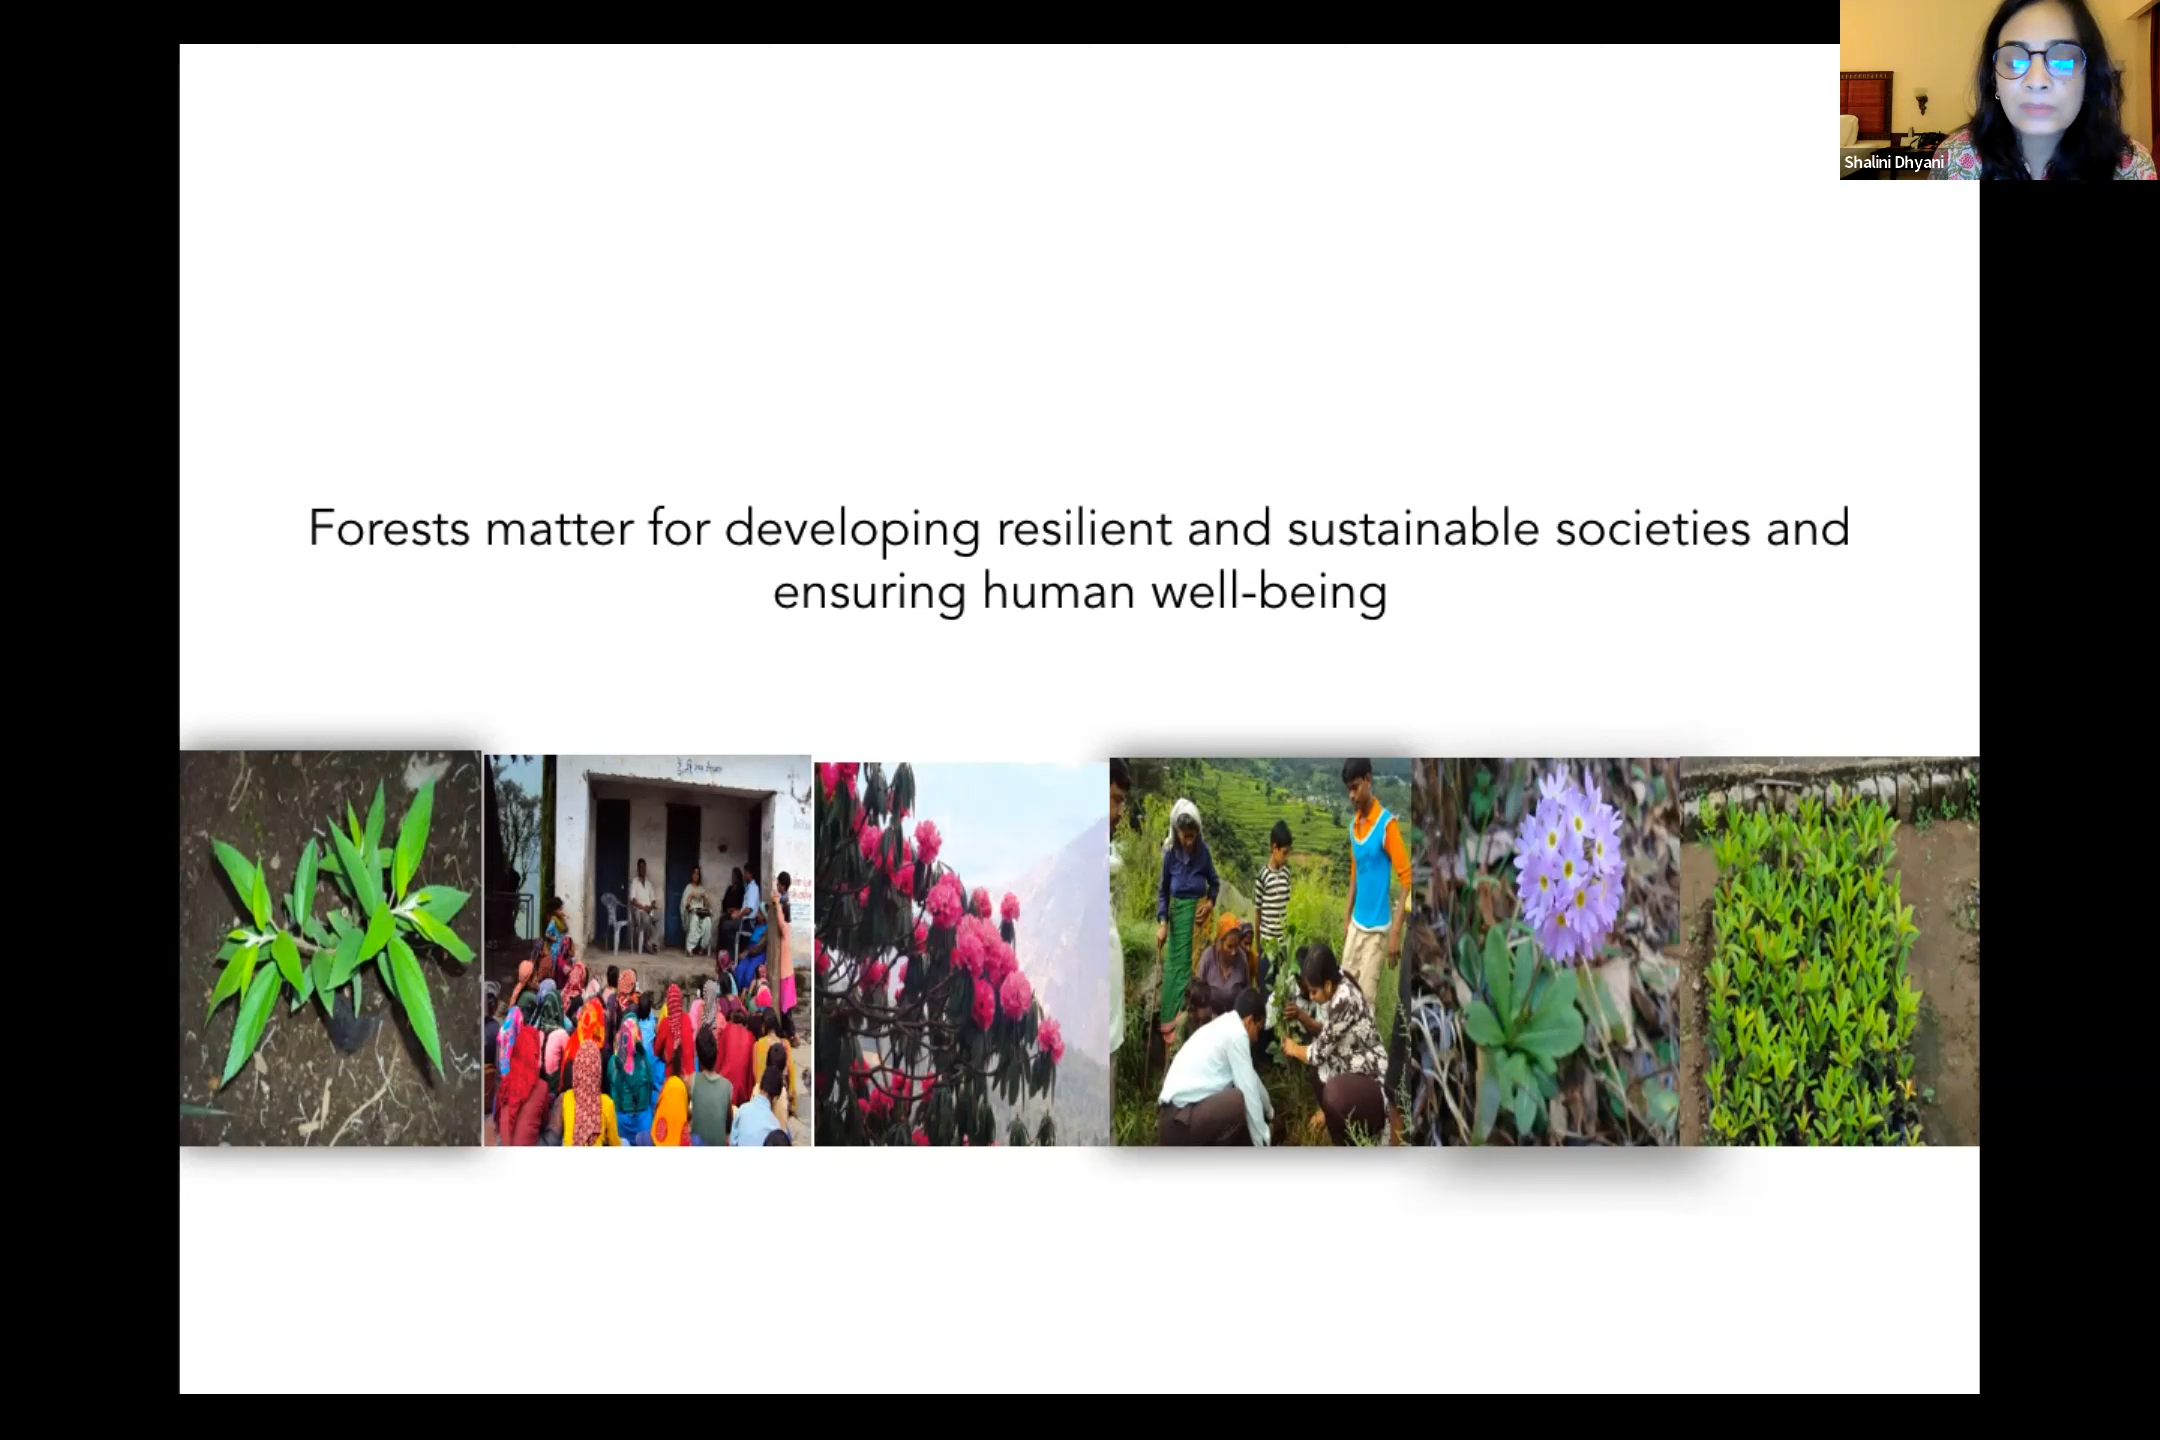 Shalini Dhyani
Forests matter for developing resilient and sustainable societies and
ensuring human well-being